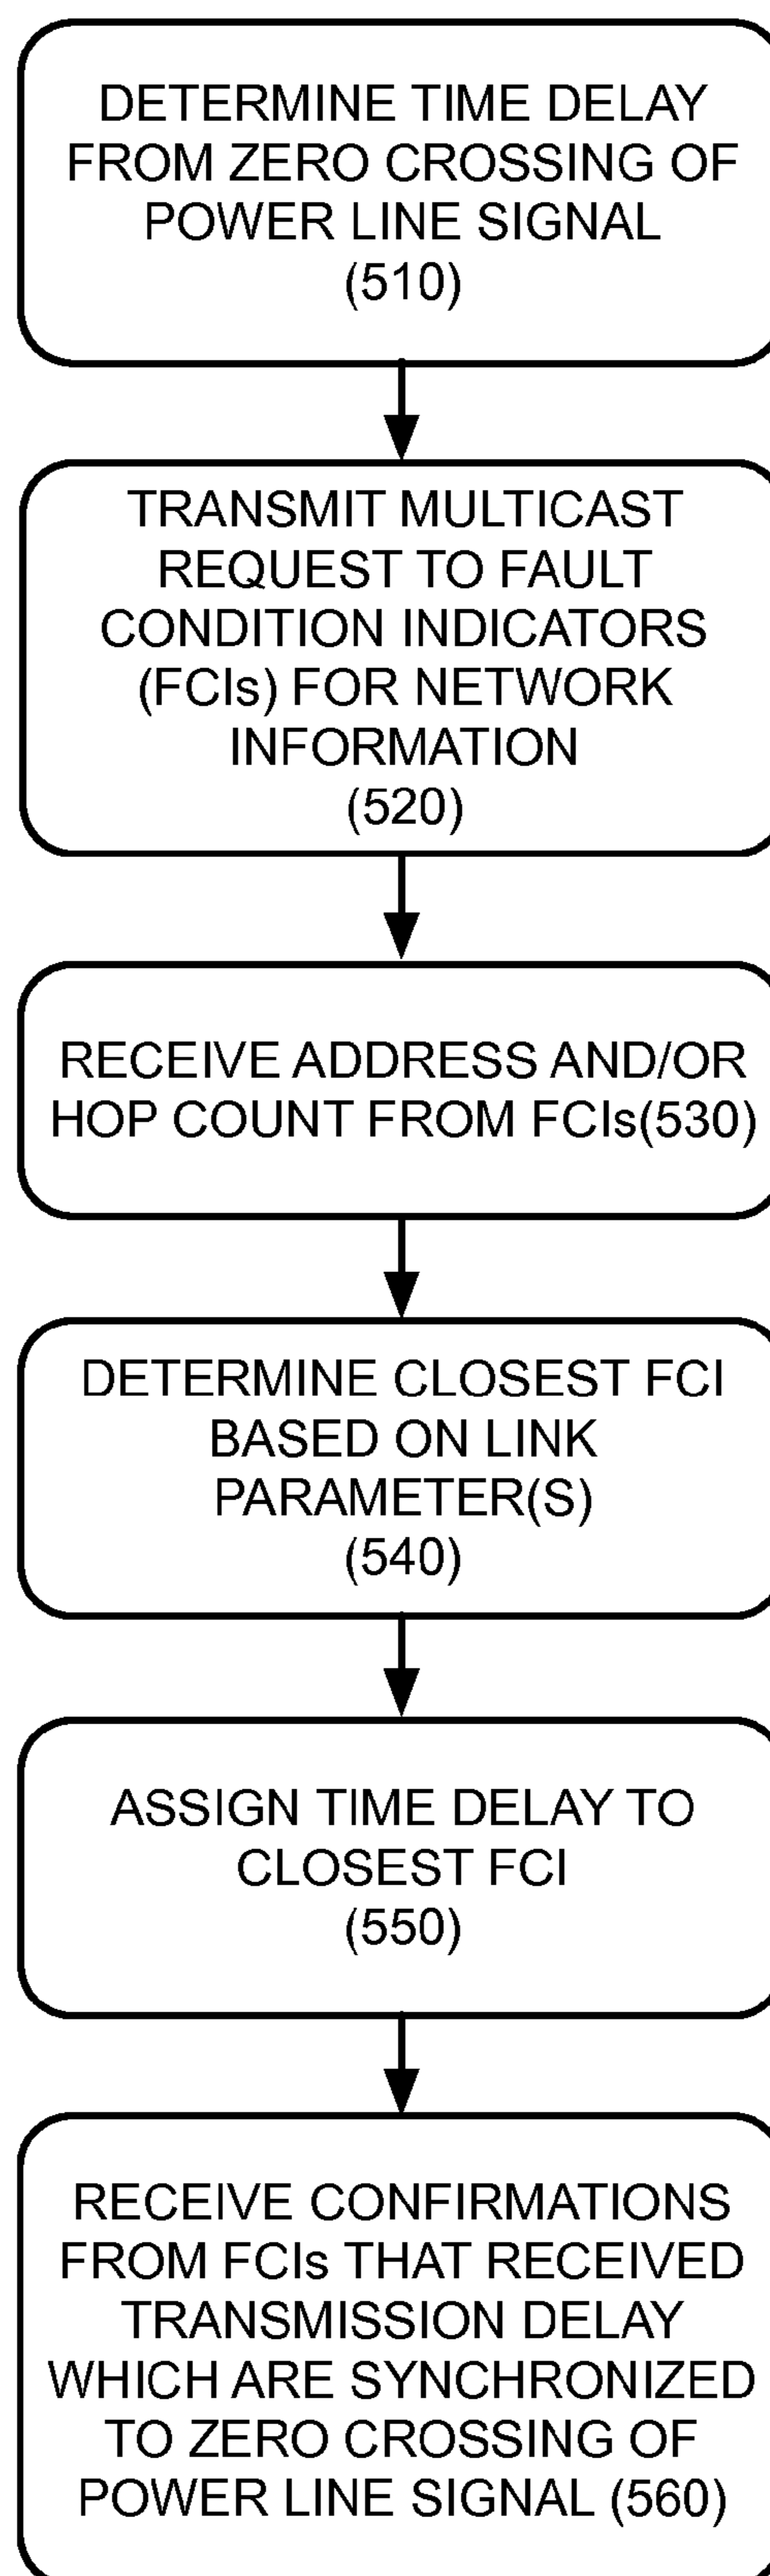 DETERMINE TIME DELAY
FROM ZERO CROSSING OF
POWER LINE SIGNAL
(510)
TRANSMIT MULTICAST
REQUEST TO FAULT
CONDITION INDICATORS
(FCIs) FOR NETWORK
INFORMATION
(520)
RECEIVE ADDRESS AND/OR
HOP COUNT FROM FCIs(530)
DETERMINE CLOSEST FCI
BASED ON LINK
PARAMETER(S)
(540)
ASSIGN TIME DELAY TO
CLOSEST FCI
(550)
RECEIVE CONFIRMATIONS
FROM FCIs THAT RECEIVED
TRANSMISSION DELAY
WHICH ARE SYNCHRONIZED
TO ZERO CROSSING OF
POWER LINE SIGNAL (560)